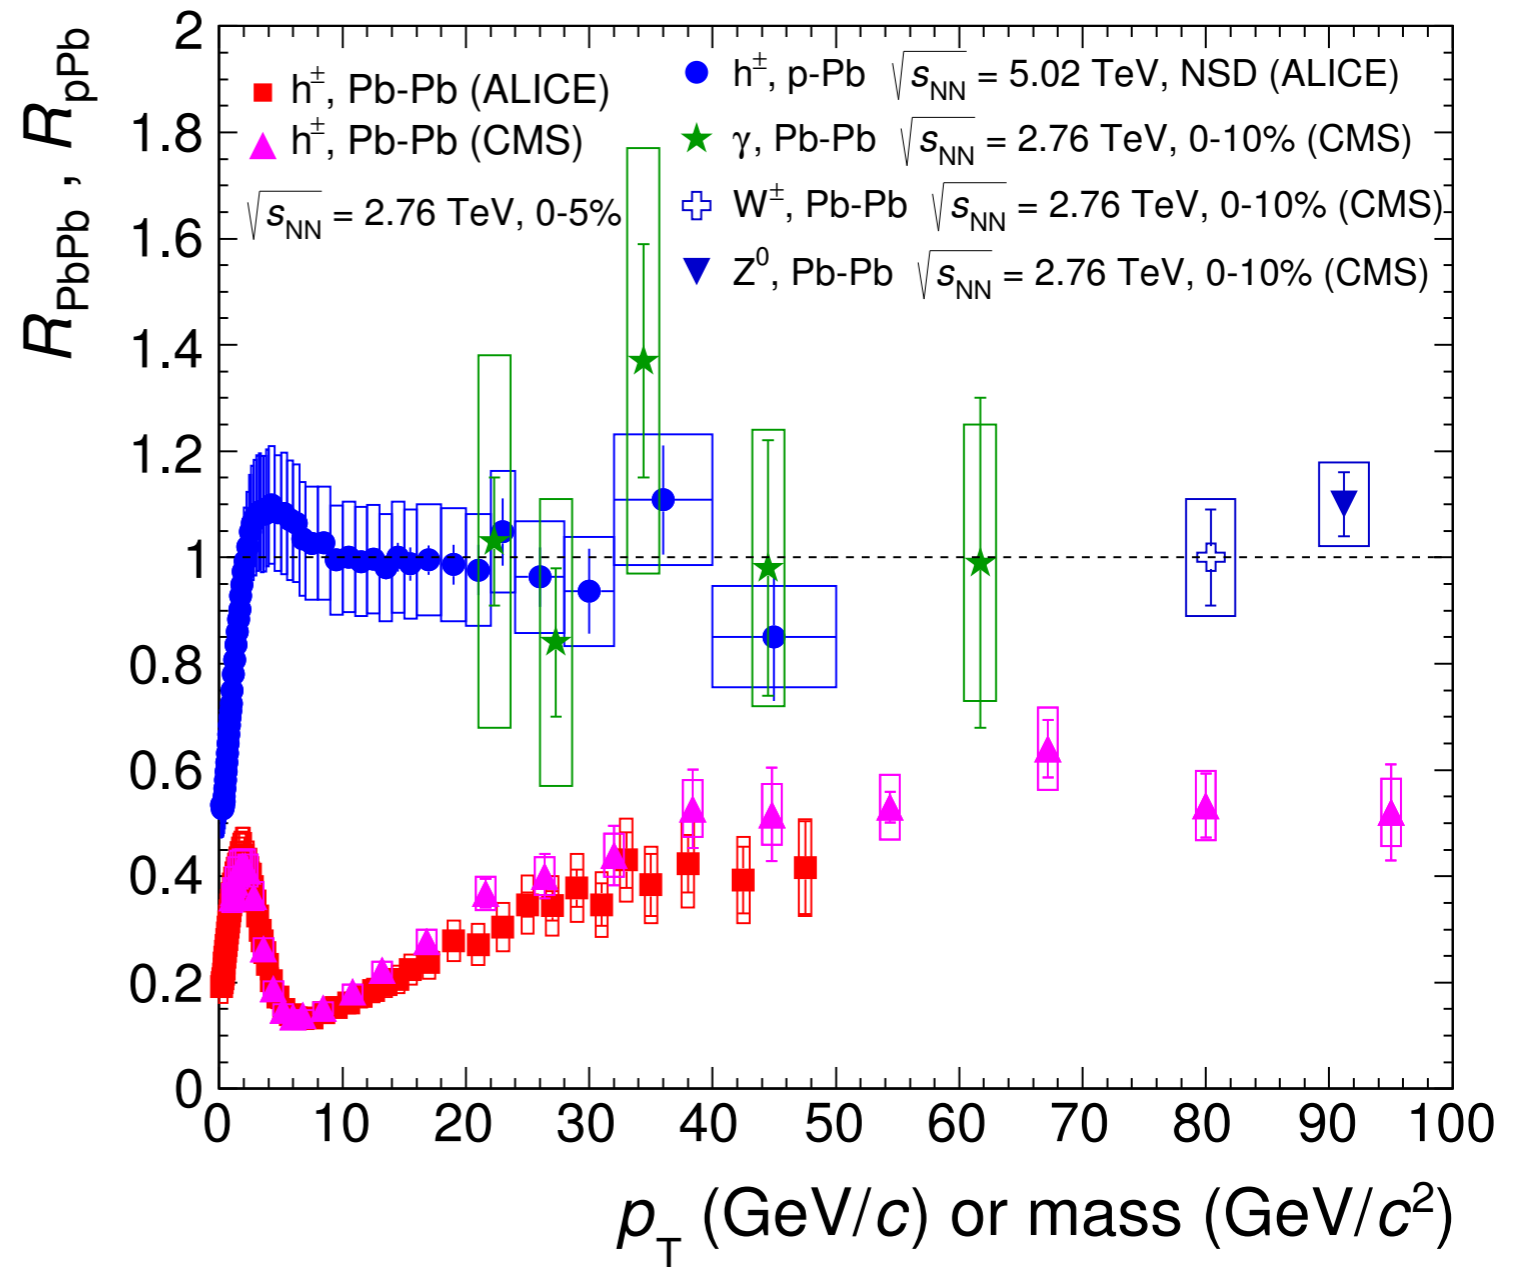 R_PbPb , R_pPb
2
1.8
1.6
1.4
1.2
1
0.8
0.6
0.4
0.2
0
h±, Pb-Pb (ALICE)
h±, Pb-Pb (CMS)
√s_NN = 2.76 TeV, 0-5%
h±, p-Pb √s_NN = 5.02 TeV, NSD (ALICE)
γ, Pb-Pb √s_NN = 2.76 TeV, 0-10% (CMS)
W±, Pb-Pb √s_NN = 2.76 TeV, 0-10% (CMS)
Z⁰, Pb-Pb √s_NN = 2.76 TeV, 0-10% (CMS)
0 10 20 30 40 50 60 70 80 90 100
p_T (GeV/c) or mass (GeV/c²)